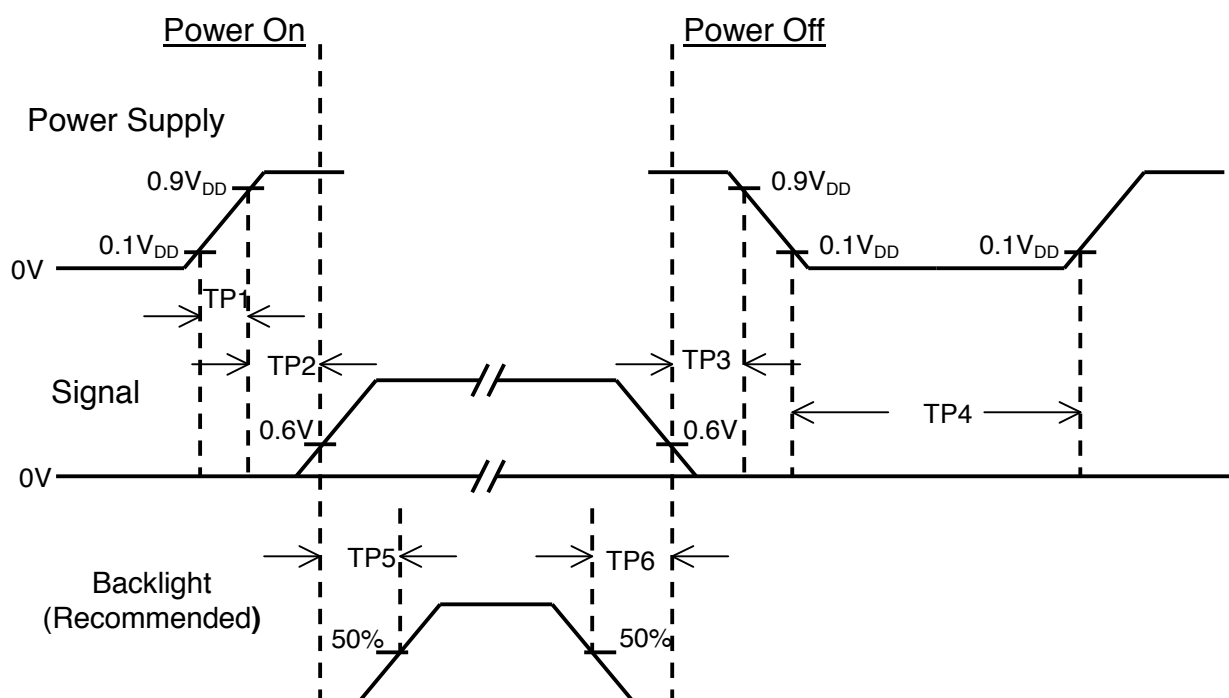 Power On
Power Off
Power Supply
0.9VDD
0.9VDD
0.1VDD
0.1VDD
0.1VDD
0V
TP1
TP2
TP3
Signal
TP4
0.6V
0.6V
0V
TP5
TP6
Backlight
(Recommended)
50%
50%